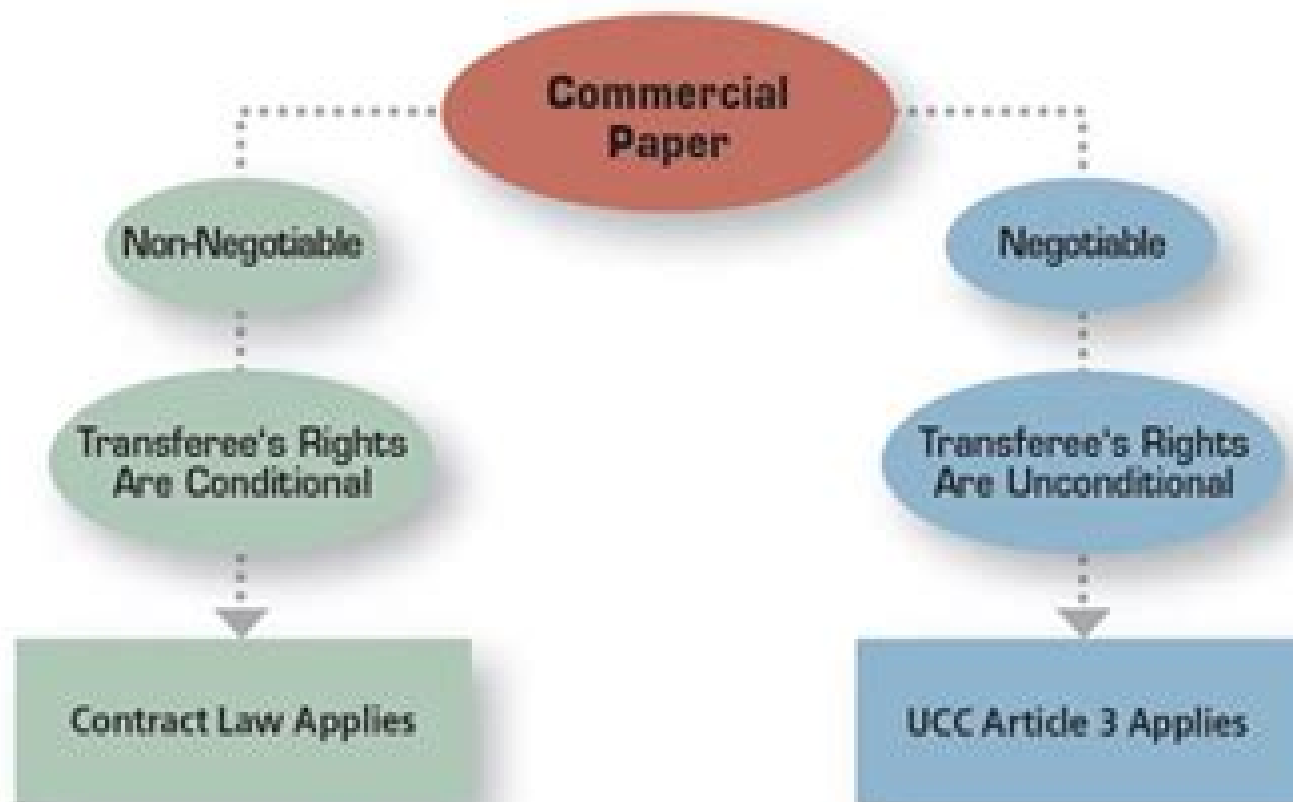 Commercial
Paper
Non-Negotiable
Negotiable
Transferee's Rights
Are Conditional
Transferee's Rights
Are Unconditional
Contract Law Applies
UCC Article 3 Applies